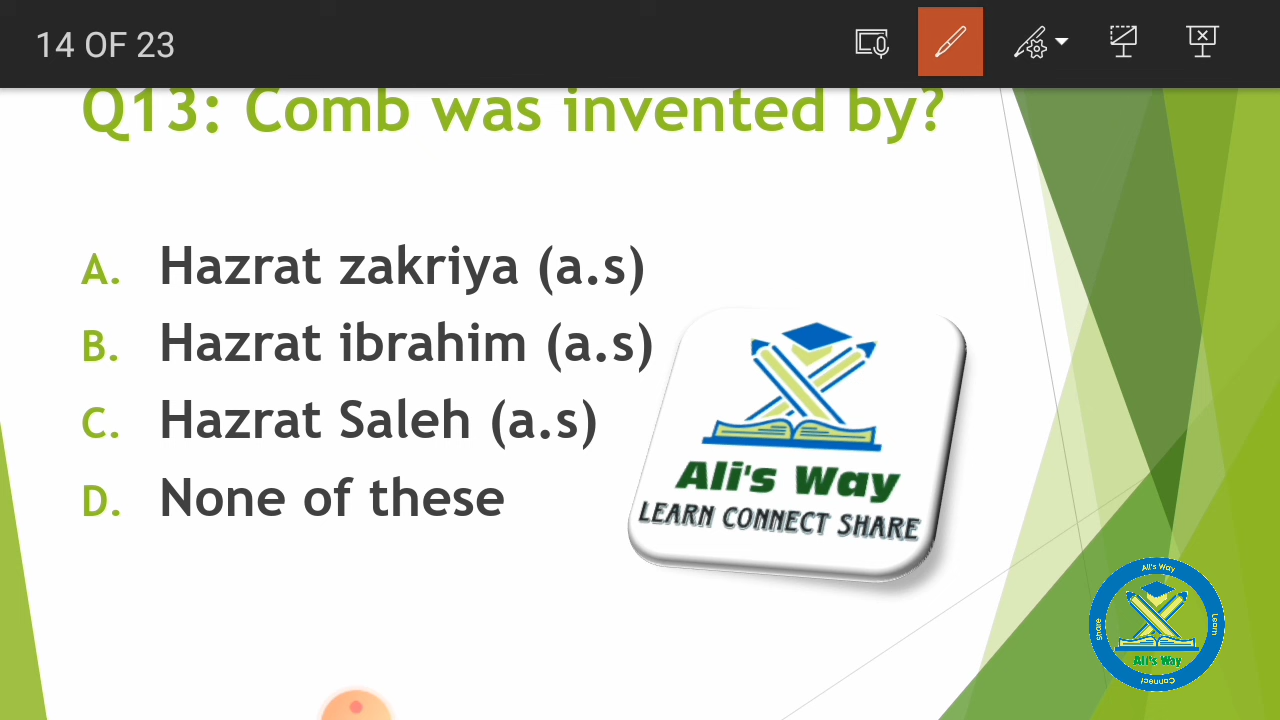 14 OF 23
Q13: Comb was invented by?
A. Hazrat zakriya (a.s)
B. Hazrat ibrahim (a.s)
C. Hazrat Saleh (a.s)
D. None of these
Ali's Way
LEARN CONNECT SHARE
Ali's Way
Share
Learn
Ali's Way
Connect